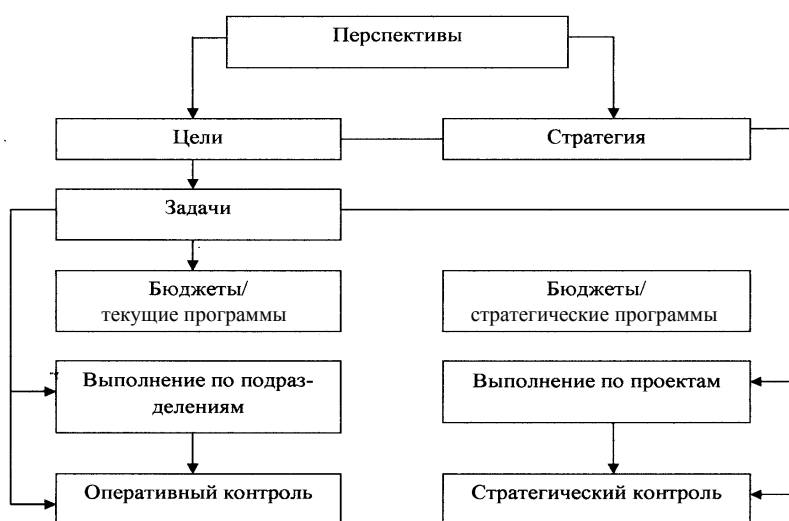 Перспективы
Цели
Стратегия
Задачи
Бюджеты/
текущие программы
Бюджеты/
стратегические программы
Выполнение по подраз-
делениям
Выполнение по проектам
Оперативный контроль
Стратегический контроль